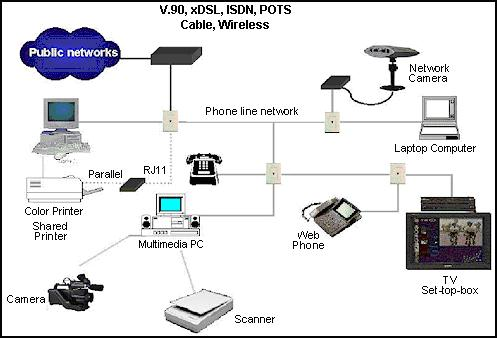 V.90, xDSL, ISDN, POTS
Cable, Wireless
Public networks
Network
Camera
Phone line network
Laptop Computer
Parallel
RJ11
Color Printer
Shared
Printer
Multimedia PC
Web
Phone
TV
Set-top-box
Camera
Scanner